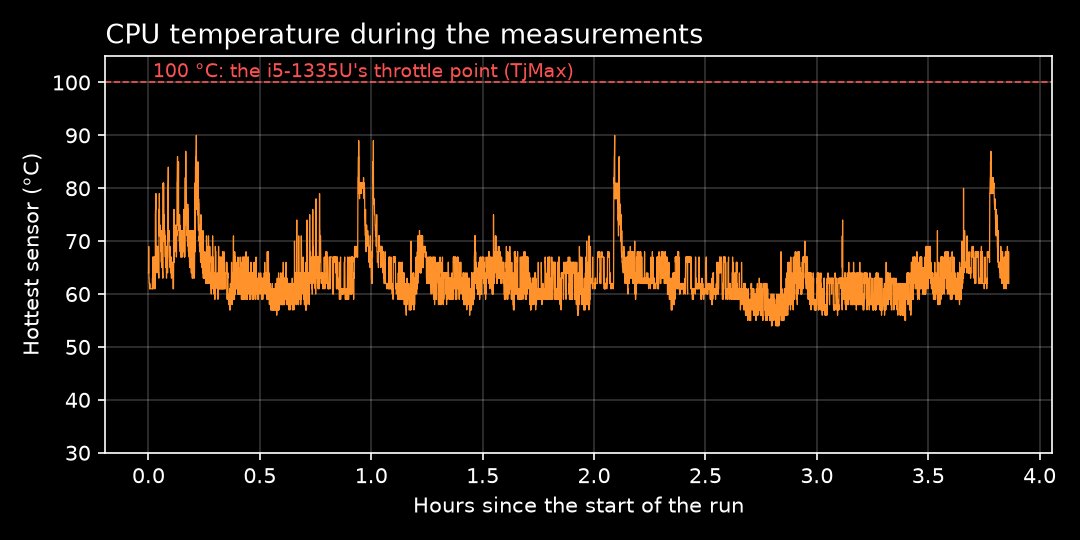 CPU temperature during the measurements
100 °C: the i5-1335U's throttle point (TjMax)
100
90
80
70
60
50
40
30
Hottest sensor (°C)
0.0 0.5 1.0 1.5 2.0 2.5 3.0 3.5 4.0
Hours since the start of the run